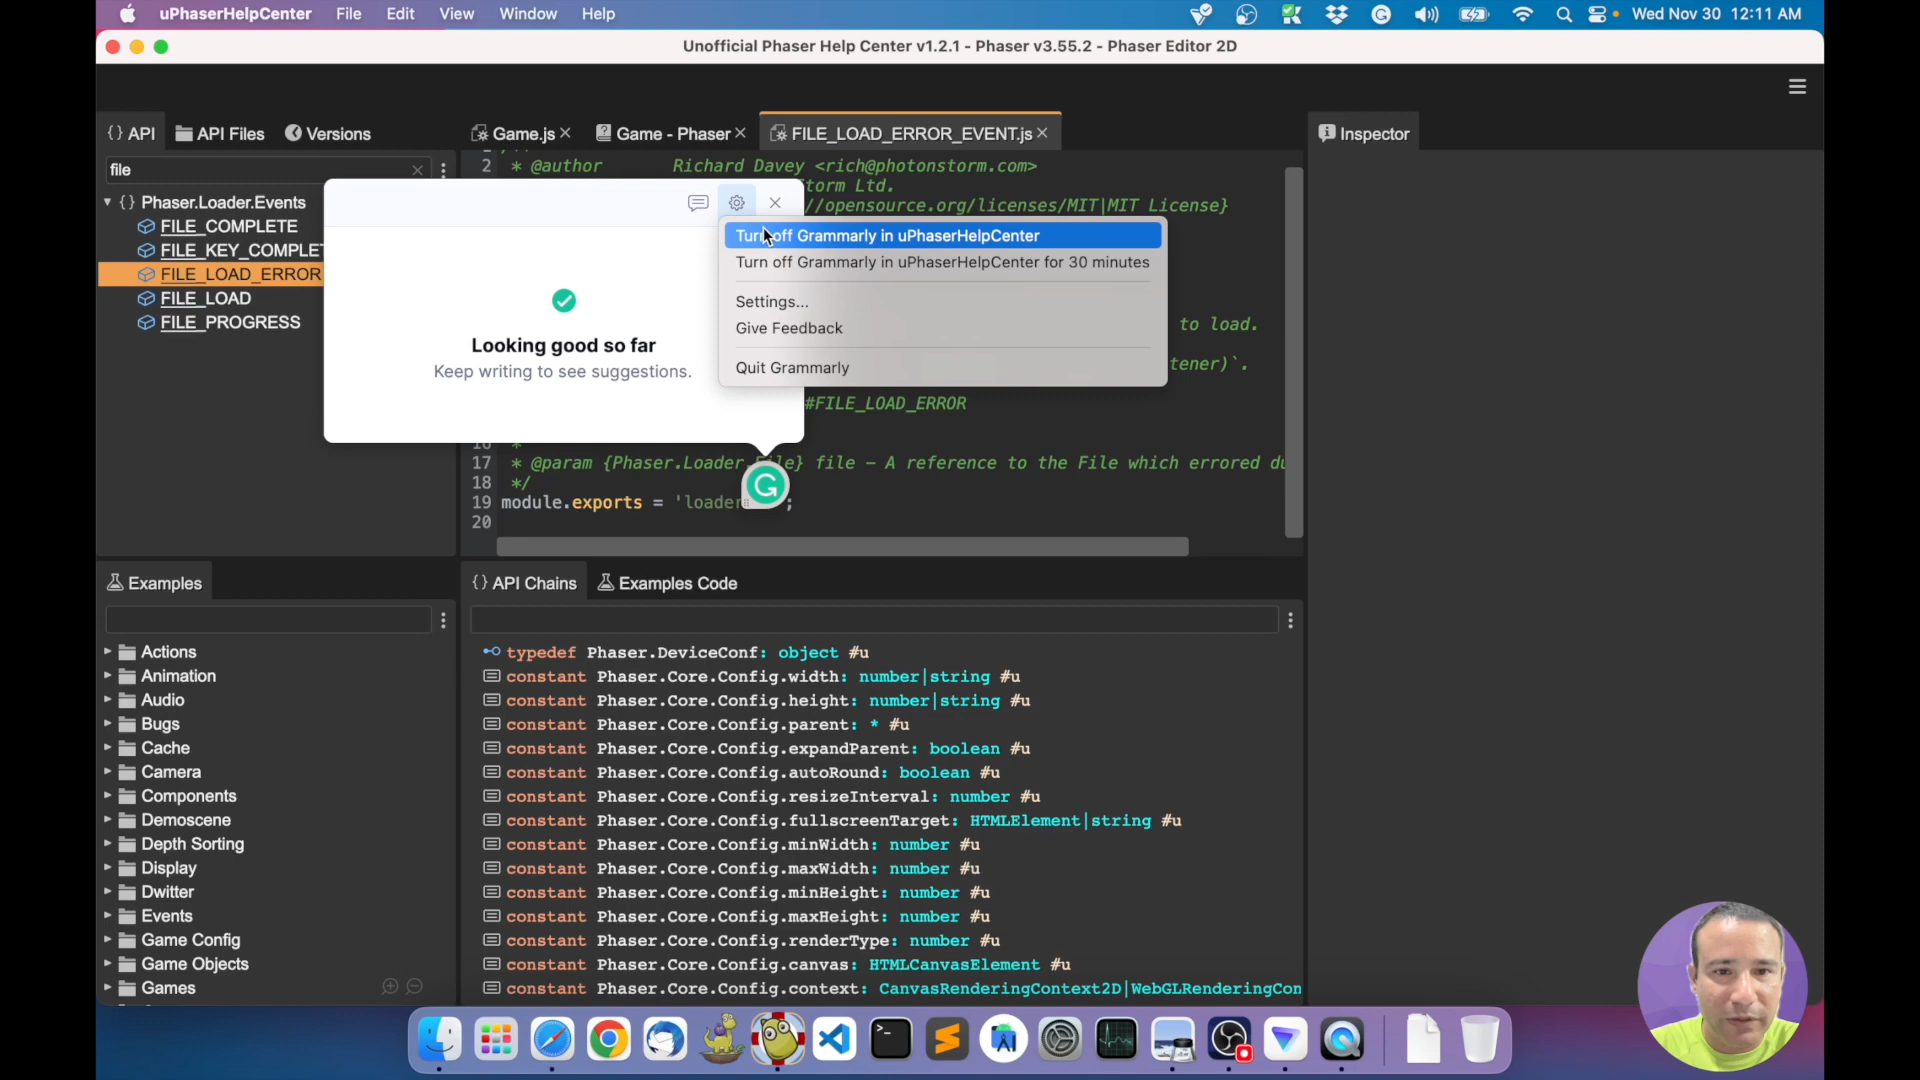 uPhaserHelpCenter File Edit View Window Help
Wed Nov 30 12:11 AM
Unofficial Phaser Help Center v1.2.1 - Phaser v3.55.2 - Phaser Editor 2D
API API Files Versions
Game.js Game - Phaser FILE_LOAD_ERROR_EVENT.js
Inspector
file
Phaser.Loader.Events
FILE_COMPLETE
FILE_KEY_COMPLET
FILE_LOAD_ERROR
FILE_LOAD
FILE_PROGRESS
2 * @author Richard Davey <rich@photonstorm.com>
torm Ltd.
//opensource.org/licenses/MIT|MIT License}
Turn off Grammarly in uPhaserHelpCenter
Turn off Grammarly in uPhaserHelpCenter for 30 minutes
Settings...
Give Feedback
Quit Grammarly
Looking good so far
Keep writing to see suggestions.
to load.
tener)`.
#FILE_LOAD_ERROR
16 *
17 * @param {Phaser.Loader.File} file - A reference to the File which errored du
18 */
19 module.exports = 'loader ;
20
Examples
Actions
Animation
Audio
Bugs
Cache
Camera
Components
Demoscene
Depth Sorting
Display
Dwitter
Events
Game Config
Game Objects
Games
API Chains Examples Code
typedef Phaser.DeviceConf: object #u
constant Phaser.Core.Config.width: number|string #u
constant Phaser.Core.Config.height: number|string #u
constant Phaser.Core.Config.parent: * #u
constant Phaser.Core.Config.expandParent: boolean #u
constant Phaser.Core.Config.autoRound: boolean #u
constant Phaser.Core.Config.resizeInterval: number #u
constant Phaser.Core.Config.fullscreenTarget: HTMLElement|string #u
constant Phaser.Core.Config.minWidth: number #u
constant Phaser.Core.Config.maxWidth: number #u
constant Phaser.Core.Config.minHeight: number #u
constant Phaser.Core.Config.maxHeight: number #u
constant Phaser.Core.Config.renderType: number #u
constant Phaser.Core.Config.canvas: HTMLCanvasElement #u
constant Phaser.Core.Config.context: CanvasRenderingContext2D|WebGLRenderingCon